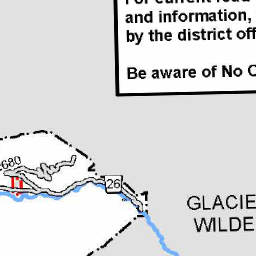 and information,
by the district off
Be aware of No O
680
26
GLACIE
WILDE